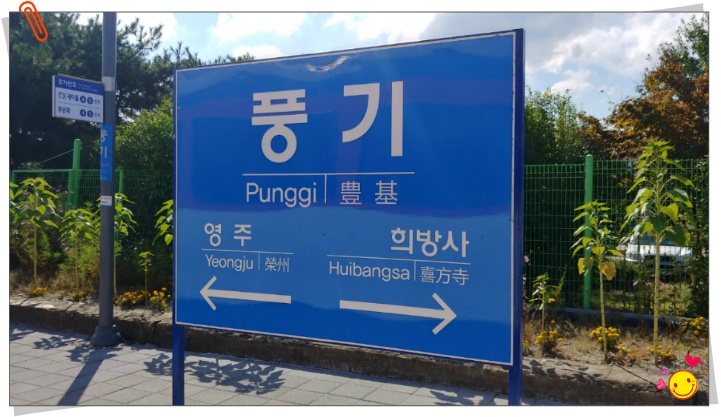 풍기
Punggi 豊基
영주
Yeongju 榮州
희방사
Huibangsa 喜方寺